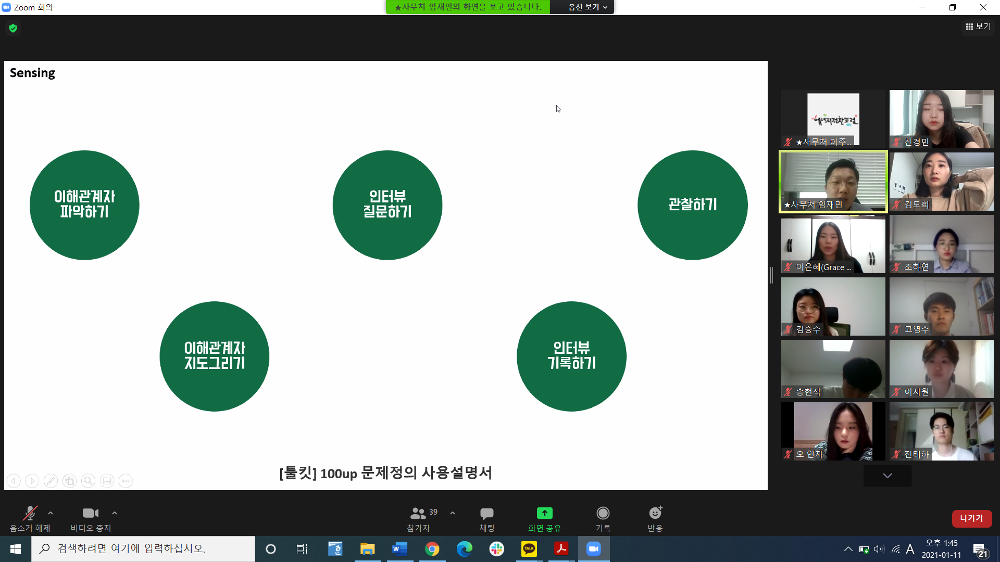 Zoom 회의
★사무처 임재민의 화면을 보고 있습니다.
옵션 보기
보기
Sensing
이해관계자
파악하기
인터뷰
질문하기
관찰하기
이해관계자
지도그리기
인터뷰
기록하기
[툴킷] 100up 문제정의 사용설명서
에너지전환포럼
★사무처 이주...
신경민
★사무처 임재민
김도희
이은혜(Grace ...
조하연
김승주
고영수
송현석
이지원
오 연지
전태하
음소거 해제
비디오 중지
39
참가자
채팅
화면 공유
기록
반응
나가기
검색하려면 여기에 입력하십시오.
TALK
A
오후 1:45
2021-01-11
21